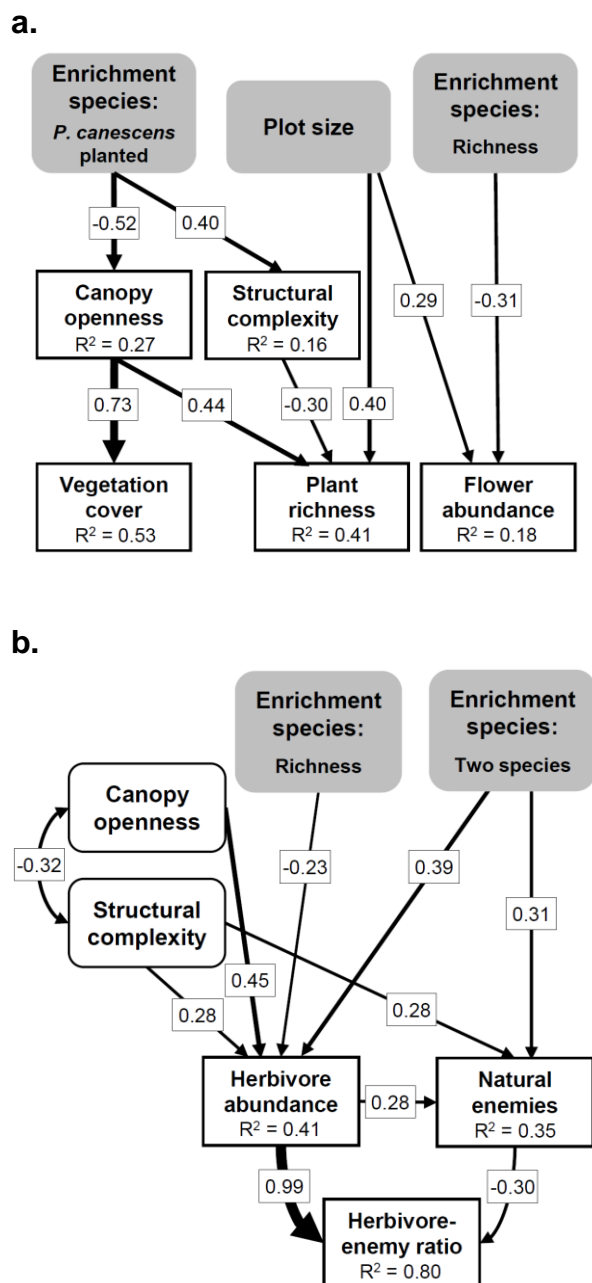 a.
Enrichment
species:
P. canescens
planted
Plot size
Enrichment
species:
Richness
-0.52
0.40
Canopy
openness
R² = 0.27
Structural
complexity
R² = 0.16
0.29
-0.31
0.73
0.44
-0.30
0.40
Vegetation
cover
R² = 0.53
Plant
richness
R² = 0.41
Flower
abundance
R² = 0.18
b.
Enrichment
species:
Richness
Enrichment
species:
Two species
Canopy
openness
-0.32
Structural
complexity
-0.23
0.39
0.31
0.45
0.28
0.28
Herbivore
abundance
R² = 0.41
0.28
Natural
enemies
R² = 0.35
0.99
-0.30
Herbivore-
enemy ratio
R² = 0.80